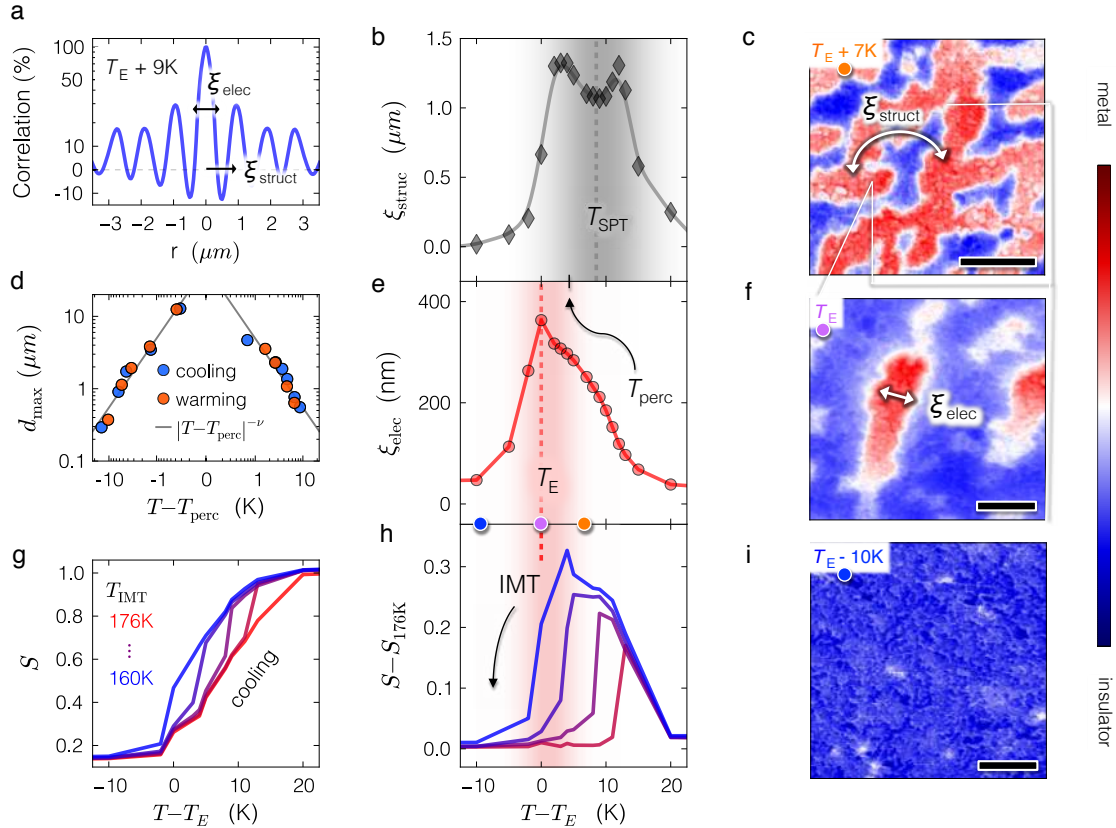 a
Correlation (%)
100
50
10
0
-10
T_E + 9K
ξ_elec
ξ_struct
−3 −2 −1 0 1 2 3
r (μm)
b
ξ_struc (μm)
1.5
1.0
0.5
0.0
T_SPT
c
T_E + 7K
ξ_struct
metal
insulator
d
d_max (μm)
10
1
0.1
cooling
warming
|T−T_perc|^−ν
−10 −1 0 1 10
T−T_perc (K)
e
ξ_elec (nm)
400
200
0
T_perc
T_E
f
T_E
ξ_elec
g
S
1.0
0.8
0.6
0.4
0.2
T_IMT
176K
⋮
160K
cooling
−10 0 10 20
T−T_E (K)
h
S−S_176K
0.3
0.2
0.1
0.0
IMT
−10 0 10 20
T−T_E (K)
i
T_E - 10K